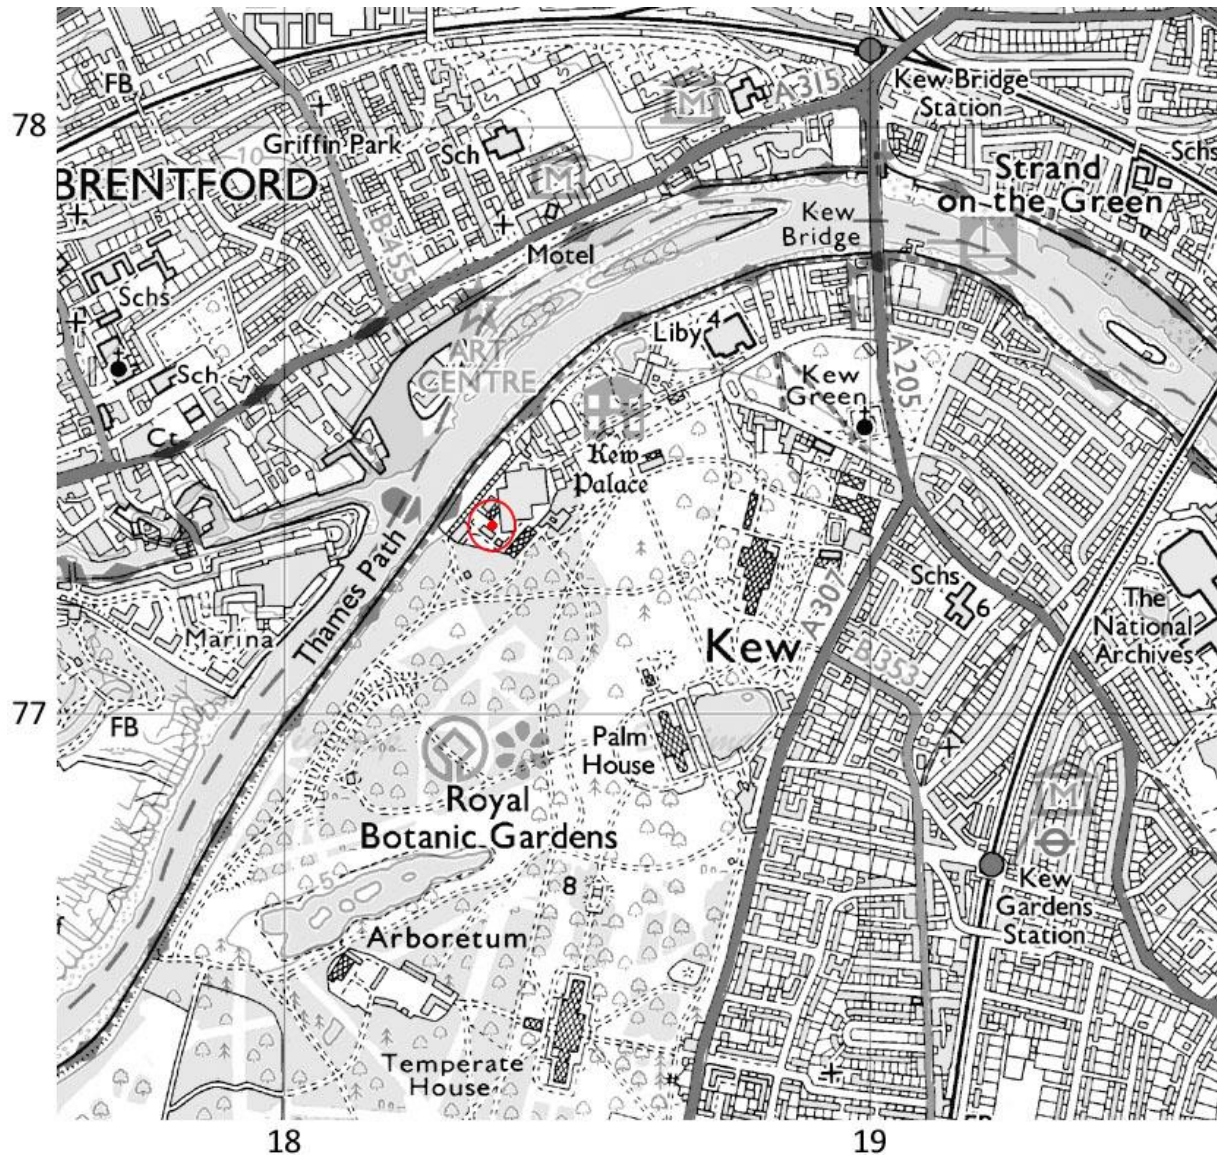 FB
78
A315
Kew Bridge
Station
Griffin Park
Sch
M
10
BRENTFORD
M
Strand
on the Green
Schs
Kew
Bridge
B 455
Motel
Schs
Liby
4
ART
CENTRE
Sch
Kew
Green
A205
Ct
Kew
Palace
Thames Path
Schs
6
The
National
Archives
Marina
A307
Kew
B353
77
FB
Palm
House
Royal
Botanic Gardens
M
5
8
Kew
Gardens
Station
Arboretum
Temperate
House
18
19